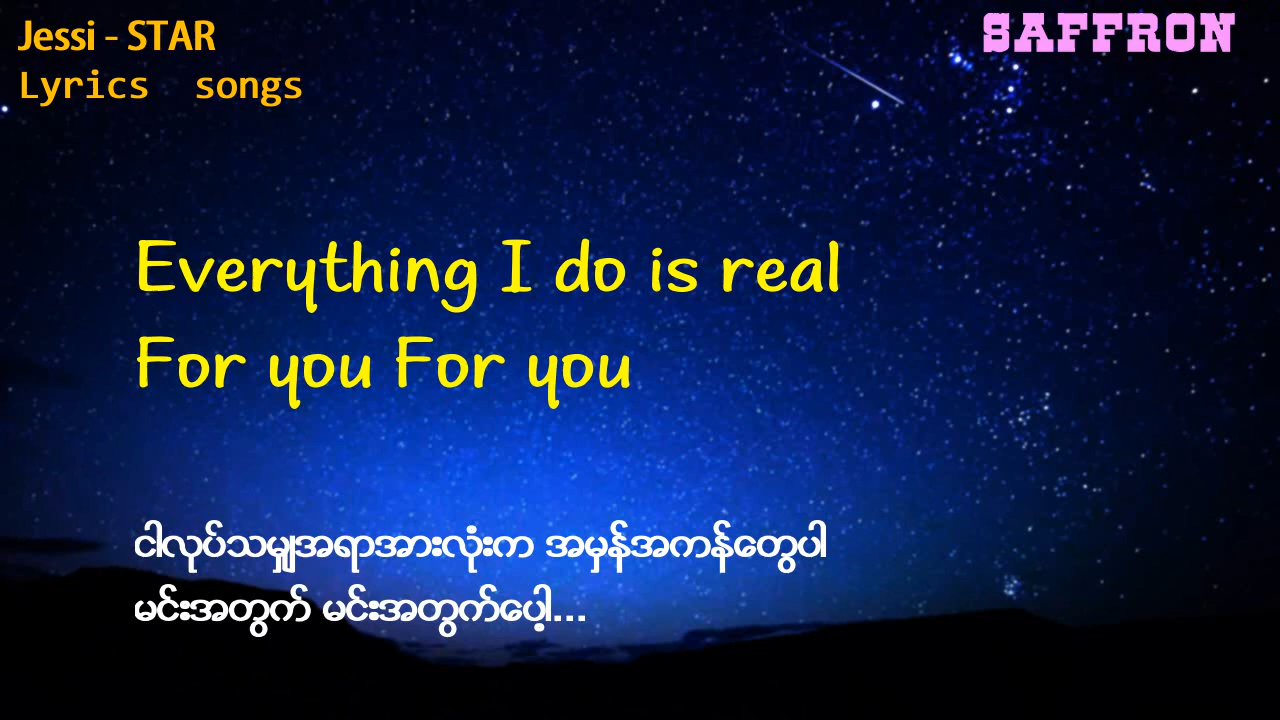 Jessi - STAR
Lyrics songs
SAFFRON
Everything I do is real
For you For you
ငါလုပ်သမျှအရာအားလုံးက အမှန်အကန်တွေပါ
မင်းအတွက် မင်းအတွက်ပေါ့...